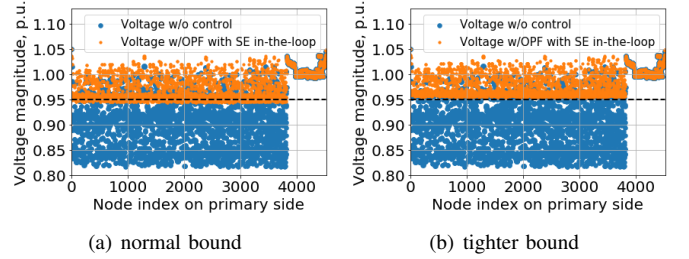 Voltage magnitude, p.u.
1.10
1.05
1.00
0.95
0.90
0.85
0.80
Voltage w/o control
Voltage w/OPF with SE in-the-loop
0 1000 2000 3000 4000
Node index on primary side
(a) normal bound
Voltage magnitude, p.u.
1.10
1.05
1.00
0.95
0.90
0.85
0.80
Voltage w/o control
Voltage w/OPF with SE in-the-loop
0 1000 2000 3000 4000
Node index on primary side
(b) tighter bound